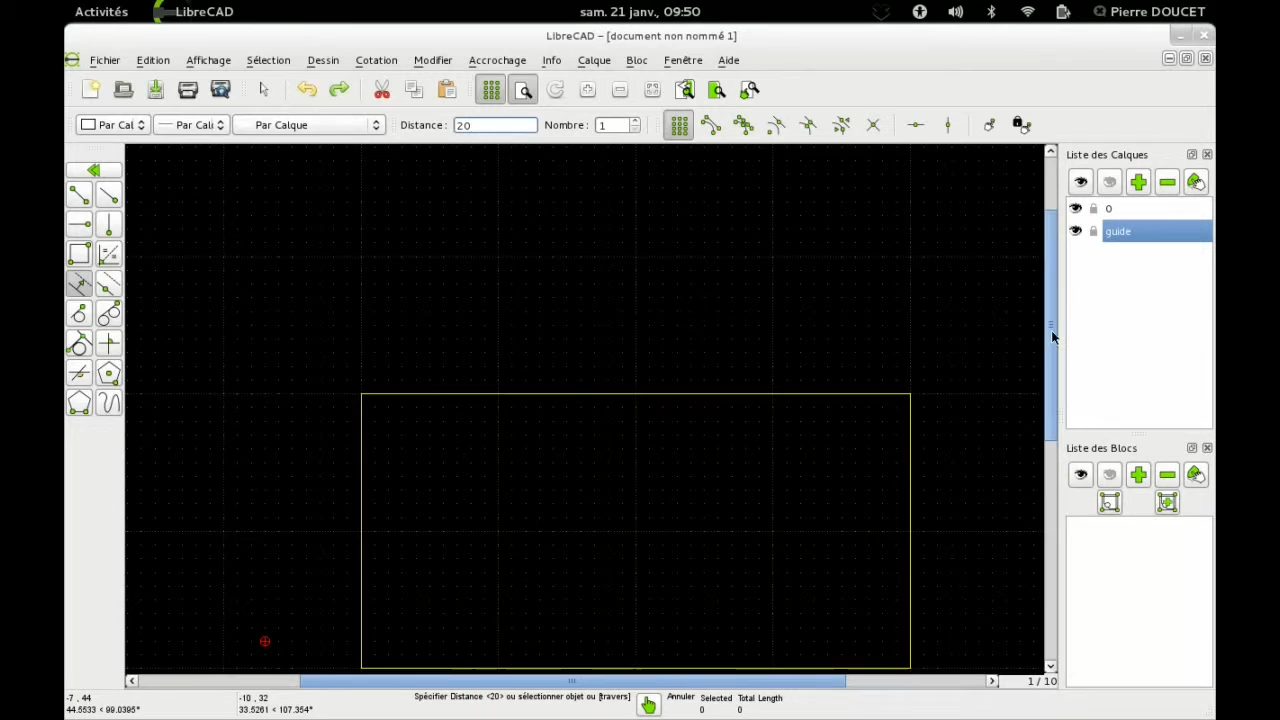 Activités
LibreCAD
sam. 21 janv., 09:50
Pierre DOUCET
LibreCAD – [document non nommé 1]
Fichier
Edition
Affichage
Sélection
Dessin
Cotation
Modifier
Accrochage
Info
Calque
Bloc
Fenêtre
Aide
Par Cal
Par Cali
Par Calque
Distance :
20
Nombre :
1
Liste des Calques
0
guide
Liste des Blocs
1 / 10
-7 , 44
44.5533 < 99.0395°
-10 , 32
33.5261 < 107.354°
Spécifier Distance <20> ou sélectionner objet ou [travers]
Annuler
Selected
0
Total Length
0